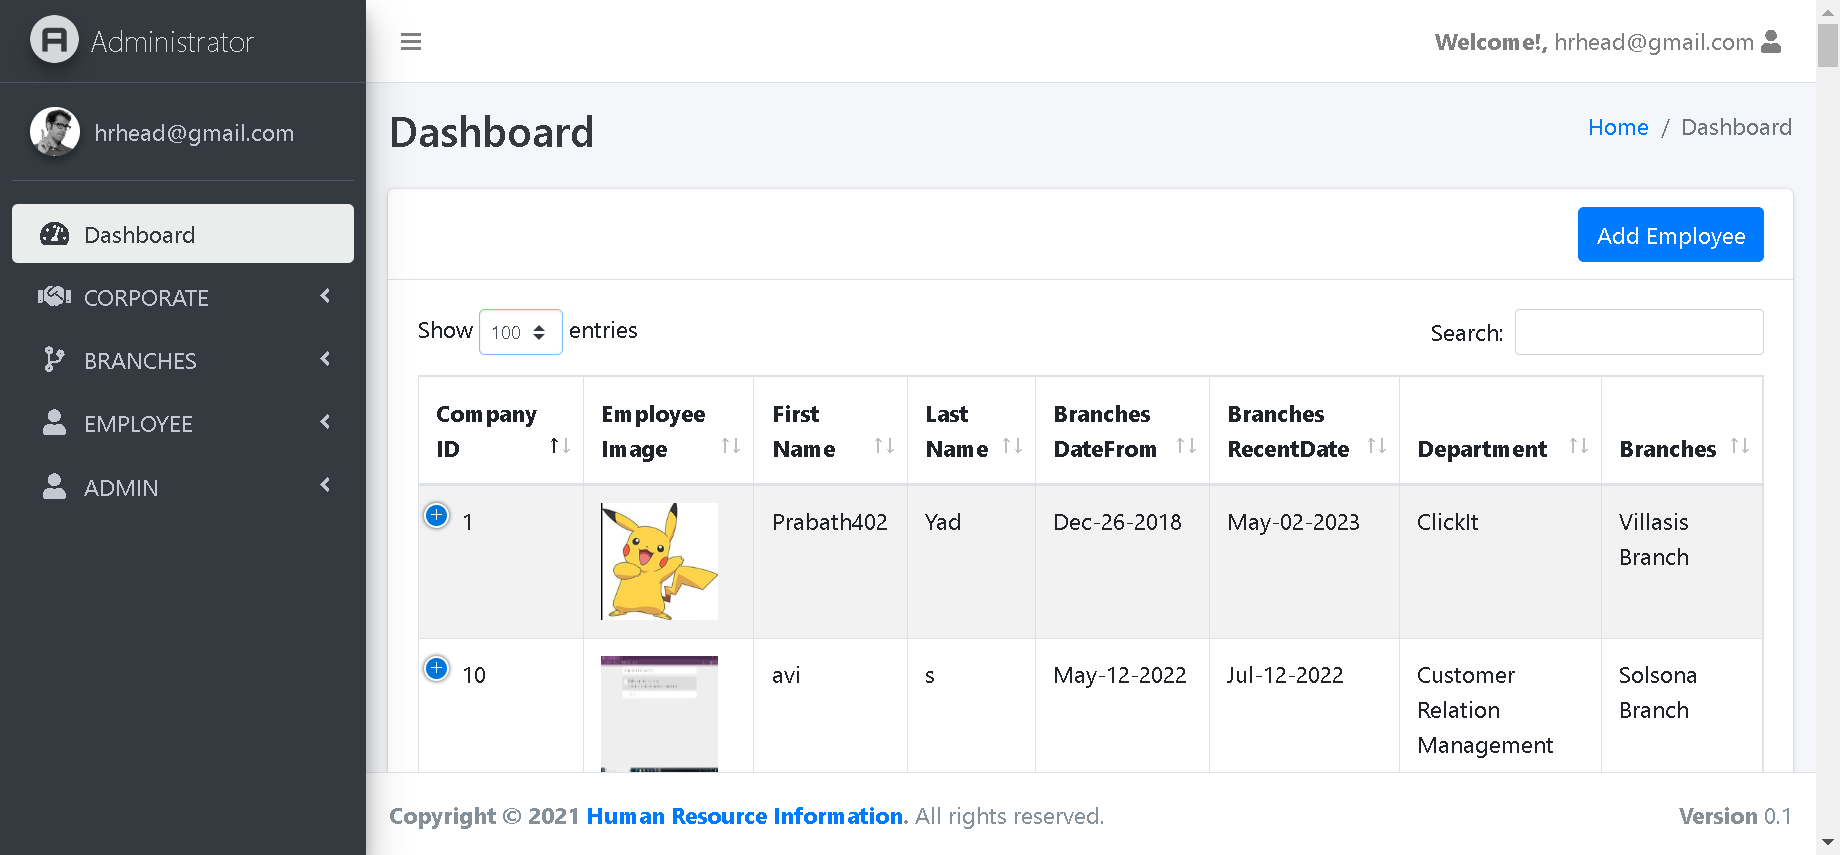 Administrator
Welcome!, hrhead@gmail.com
hrhead@gmail.com
Dashboard
Home / Dashboard
Dashboard
CORPORATE
BRANCHES
EMPLOYEE
ADMIN
Add Employee
Show 100 entries
Search:
Company ID
Employee Image
First Name
Last Name
Branches DateFrom
Branches RecentDate
Department
Branches
1 Prabath402 Yad Dec-26-2018 May-02-2023 ClickIt Villasis Branch
10 avi s May-12-2022 Jul-12-2022 Customer Relation Management Solsona Branch
Copyright © 2021 Human Resource Information. All rights reserved.
Version 0.1